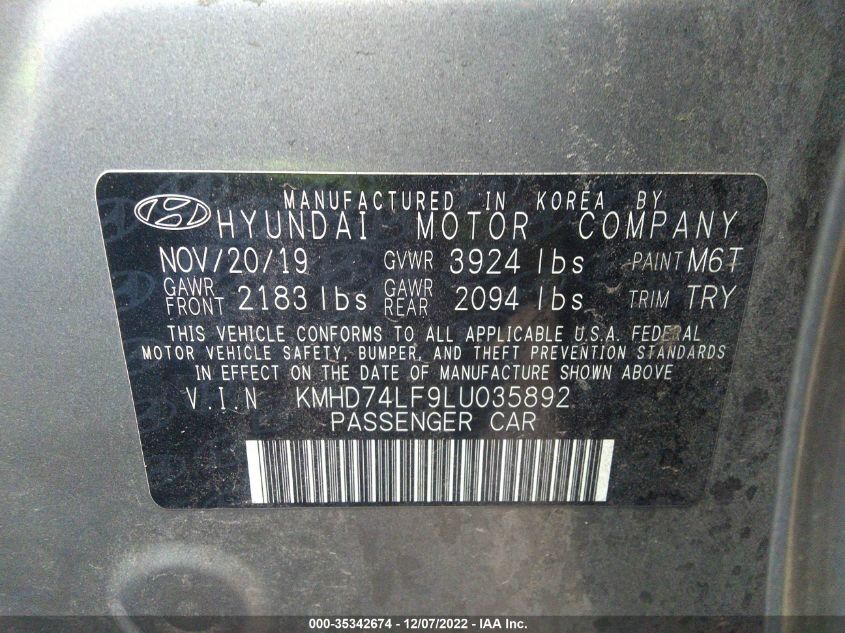 MANUFACTURED IN KOREA BY
HYUNDAI MOTOR COMPANY
NOV/20/19 GVWR 3924 lbs PAINT M6T
GAWR FRONT 2183 lbs GAWR REAR 2094 lbs TRIM TRY
THIS VEHICLE CONFORMS TO ALL APPLICABLE U.S.A. FEDERAL
MOTOR VEHICLE SAFETY, BUMPER, AND THEFT PREVENTION STANDARDS
IN EFFECT ON THE DATE OF MANUFACTURE SHOWN ABOVE
V.I.N KMHD74LF9LU035892
PASSENGER CAR
000-35342674 - 12/07/2022 - IAA Inc.